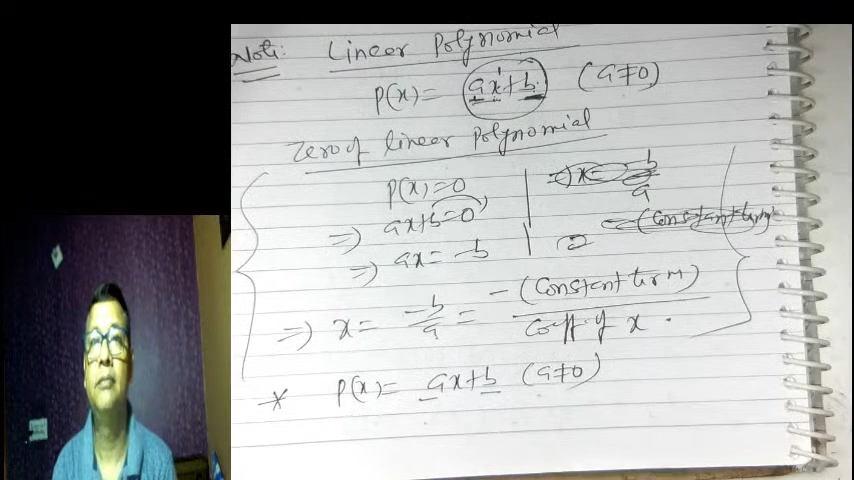 Note: Linear Polynomial
P(x) = ax¹+b. (a≠0)
Zero of linear Polynomial
P(x)=0
⇒ ax+b=0
⇒ ax = -b
⇒ x = -b/a
= -(Constant term)
⇒ x = -b/a = -(Constant term)/Coeff. of x .
* P(x) = ax+b (a≠0)